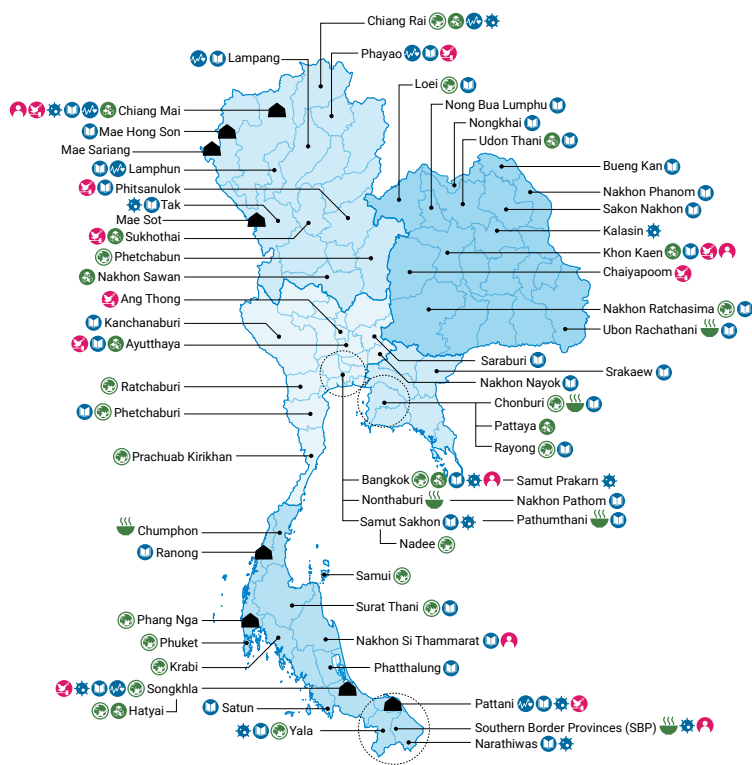 Chiang Rai
Lampang
Phayao
Loei
Nong Bua Lumphu
Nongkhai
Udon Thani
Chiang Mai
Mae Hong Son
Mae Sariang
Lamphun
Phitsanulok
Tak
Mae Sot
Sukhothai
Phetchabun
Nakhon Sawan
Ang Thong
Kanchanaburi
Ayutthaya
Ratchaburi
Phetchaburi
Prachuab Kirikhan
Bueng Kan
Nakhon Phanom
Sakon Nakhon
Kalasin
Khon Kaen
Chaiyapoom
Nakhon Ratchasima
Ubon Rachathani
Saraburi
Srakaew
Nakhon Nayok
Chonburi
Pattaya
Rayong
Bangkok
Samut Prakarn
Nonthaburi
Nakhon Pathom
Samut Sakhon
Pathumthani
Nadee
Chumphon
Ranong
Samui
Phang Nga
Surat Thani
Phuket
Nakhon Si Thammarat
Krabi
Phatthalung
Songkhla
Hatyai
Satun
Pattani
Southern Border Provinces (SBP)
Yala
Narathiwas